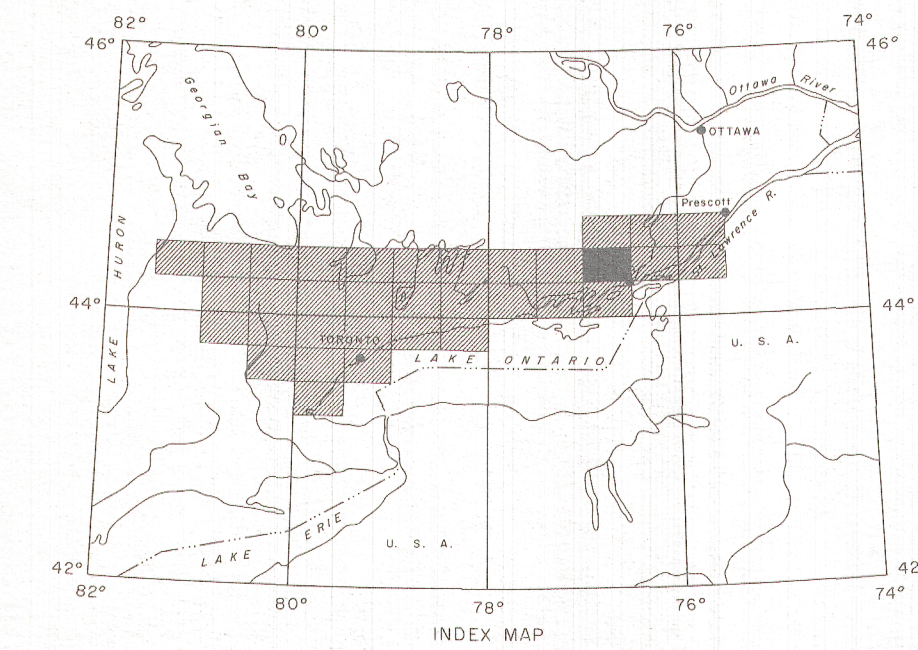 82°
80°
78°
76°
74°
46°
46°
Georgian
Bay
Ottawa River
OTTAWA
Prescott
St. Lawrence R.
LAKE HURON
44°
44°
TORONTO
LAKE ONTARIO
U. S. A.
LAKE ERIE
U. S. A.
42°
42
82°
80°
78°
76°
74°
INDEX MAP